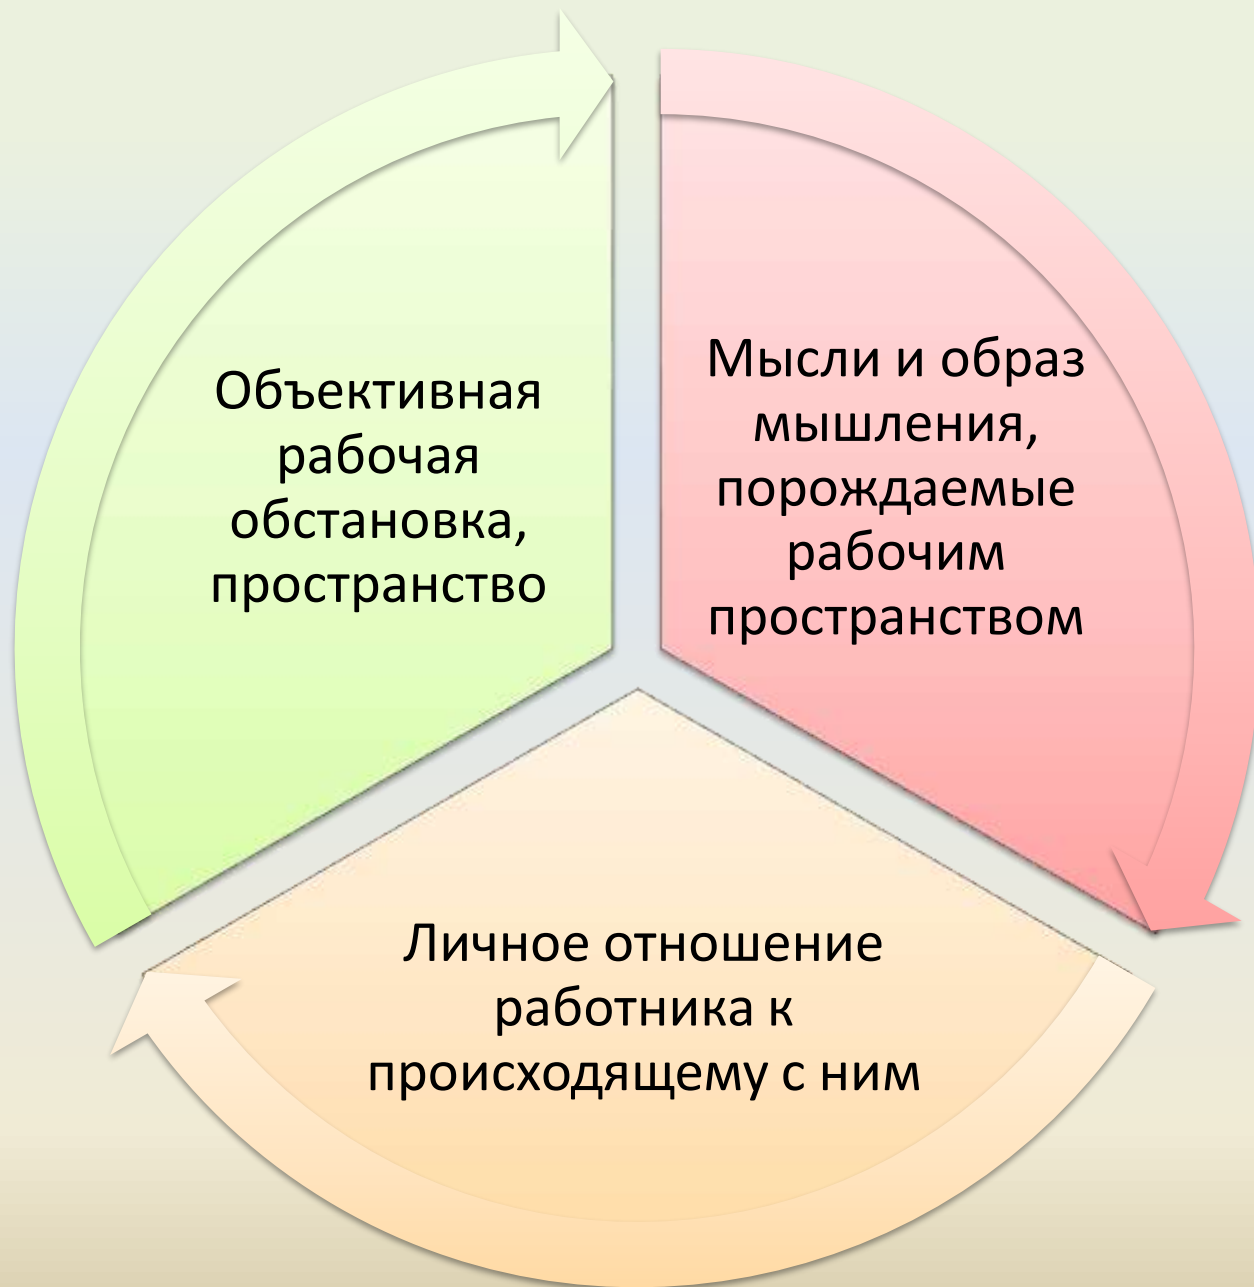 Объективная
рабочая
обстановка,
пространство
Мысли и образ
мышления,
порождаемые
рабочим
пространством
Личное отношение
работника к
происходящему с ним